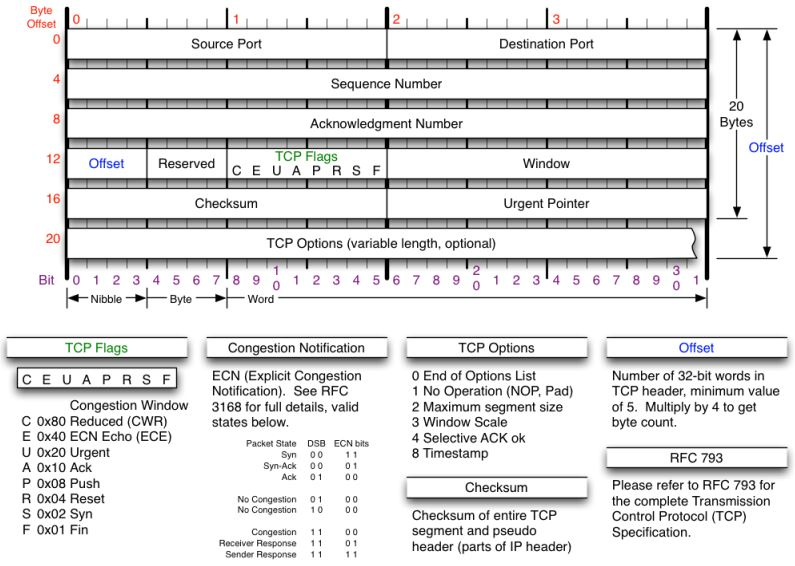 Byte
Offset 0 1 2 3
0 Source Port Destination Port
4 Sequence Number
8 Acknowledgment Number
20
Bytes
Offset
12 Offset Reserved TCP Flags Window
C E U A P R S F
16 Checksum Urgent Pointer
20 TCP Options (variable length, optional)
Bit 0 1 2 3 4 5 6 7 8 9 10 1 2 3 4 5 6 7 8 9 20 1 2 3 4 5 6 7 8 9 30 1
Nibble Byte Word
TCP Flags
C E U A P R S F
Congestion Window
C 0x80 Reduced (CWR)
E 0x40 ECN Echo (ECE)
U 0x20 Urgent
A 0x10 Ack
P 0x08 Push
R 0x04 Reset
S 0x02 Syn
F 0x01 Fin
Congestion Notification
ECN (Explicit Congestion
Notification). See RFC
3168 for full details, valid
states below.
Packet State DSB ECN bits
Syn 0 0 1 1
Syn-Ack 0 0 0 1
Ack 0 1 0 0
No Congestion 0 1 0 0
No Congestion 1 0 0 0
Congestion 1 1 0 0
Receiver Response 1 1 0 1
Sender Response 1 1 1 1
TCP Options
0 End of Options List
1 No Operation (NOP, Pad)
2 Maximum segment size
3 Window Scale
4 Selective ACK ok
8 Timestamp
Checksum
Checksum of entire TCP
segment and pseudo
header (parts of IP header)
Offset
Number of 32-bit words in
TCP header, minimum value
of 5. Multiply by 4 to get
byte count.
RFC 793
Please refer to RFC 793 for
the complete Transmission
Control Protocol (TCP)
Specification.